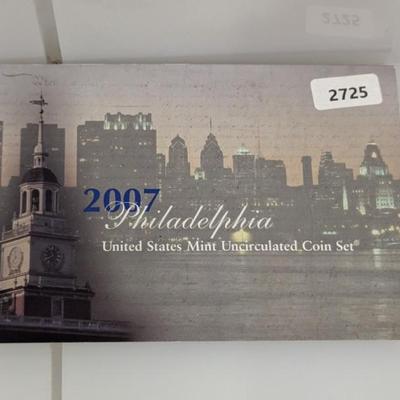 2725
2007
Philadelphia
United States Mint Uncirculated Coin Set